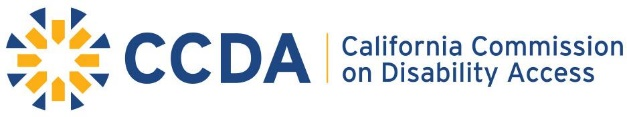 CCDA
California Commission
on Disability Access